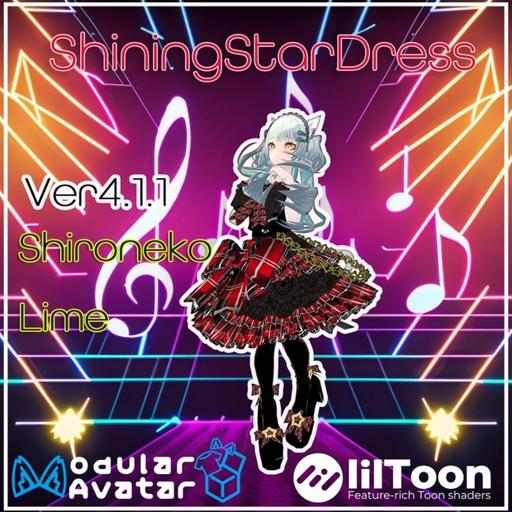 ShiningStarDress
Ver4.1.1
Shironeko
Lime
Modular
Avatar
lilToon
Feature-rich Toon shaders